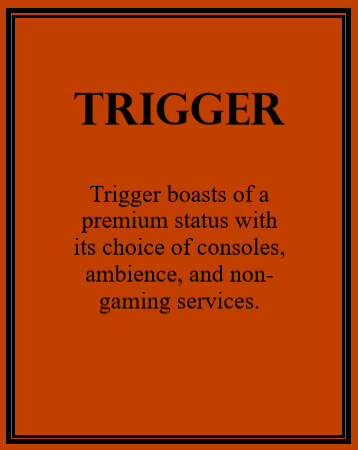 TRIGGER
Trigger boasts of a
premium status with
its choice of consoles,
ambience, and non-
gaming services.